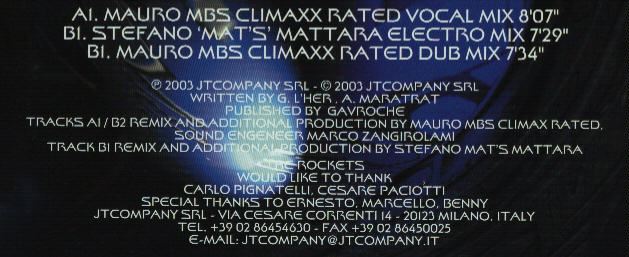 A1. MAURO MBS CLIMAXX RATED VOCAL MIX 8'07"
B1. STEFANO 'MAT'S' MATTARA ELECTRO MIX 7'29"
B1. MAURO MBS CLIMAXX RATED DUB MIX 7'34"
℗ 2003 JTCOMPANY SRL - © 2003 JTCOMPANY SRL
WRITTEN BY G. L'HER , A. MARATRAT
PUBLISHED BY GAVROCHE
TRACKS A1 / B2 REMIX AND ADDITIONAL PRODUCTION BY MAURO MBS CLIMAX RATED.
SOUND ENGENEER MARCO ZANGIROLAMI
TRACK B1 REMIX AND ADDITIONAL PRODUCTION BY STEFANO MAT'S MATTARA
THE ROCKETS
WOULD LIKE TO THANK
CARLO PIGNATELLI, CESARE PACIOTTI
SPECIAL THANKS TO ERNESTO, MARCELLO, BENNY
JTCOMPANY SRL - VIA CESARE CORRENTI 14 - 20123 MILANO, ITALY
TEL. +39 02 86454630 - FAX +39 02 86450025
E-MAIL: JTCOMPANY@JTCOMPANY.IT